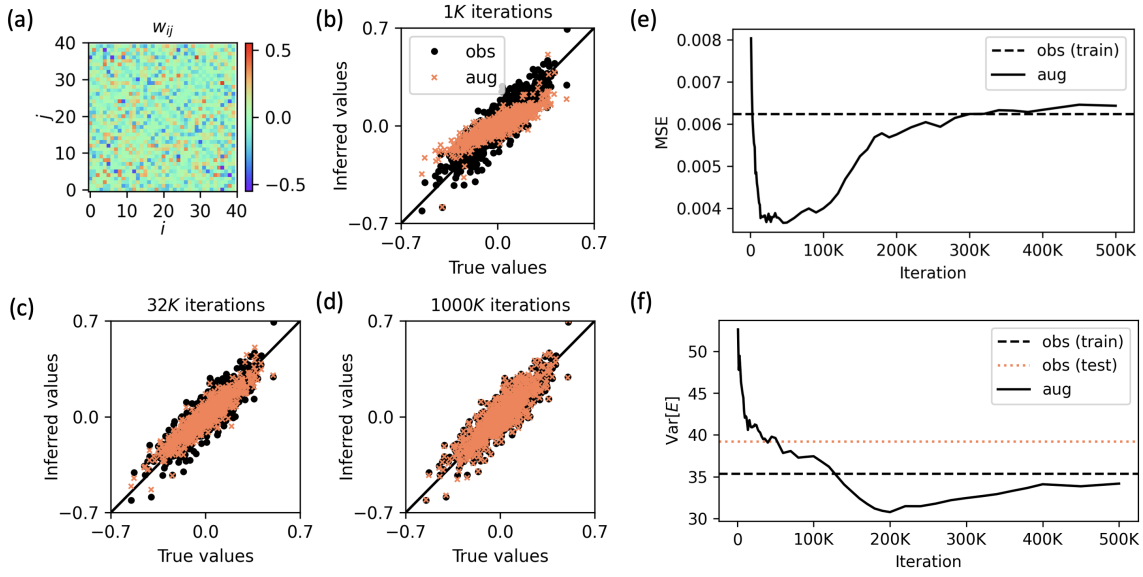 (a)
w_ij
40
30
20
10
0
j
0 10 20 30 40
i
0.5
0.0
−0.5
(b)
1K iterations
obs
aug
0.7
0.0
−0.7
Inferred values
−0.7 0.0 0.7
True values
(c)
32K iterations
0.7
0.0
−0.7
Inferred values
−0.7 0.0 0.7
True values
(d)
1000K iterations
0.7
0.0
−0.7
Inferred values
−0.7 0.0 0.7
True values
(e)
obs (train)
aug
0.008
0.007
0.006
0.005
0.004
MSE
0 100K 200K 300K 400K 500K
Iteration
(f)
obs (train)
obs (test)
aug
50
45
40
35
30
Var[E]
0 100K 200K 300K 400K 500K
Iteration